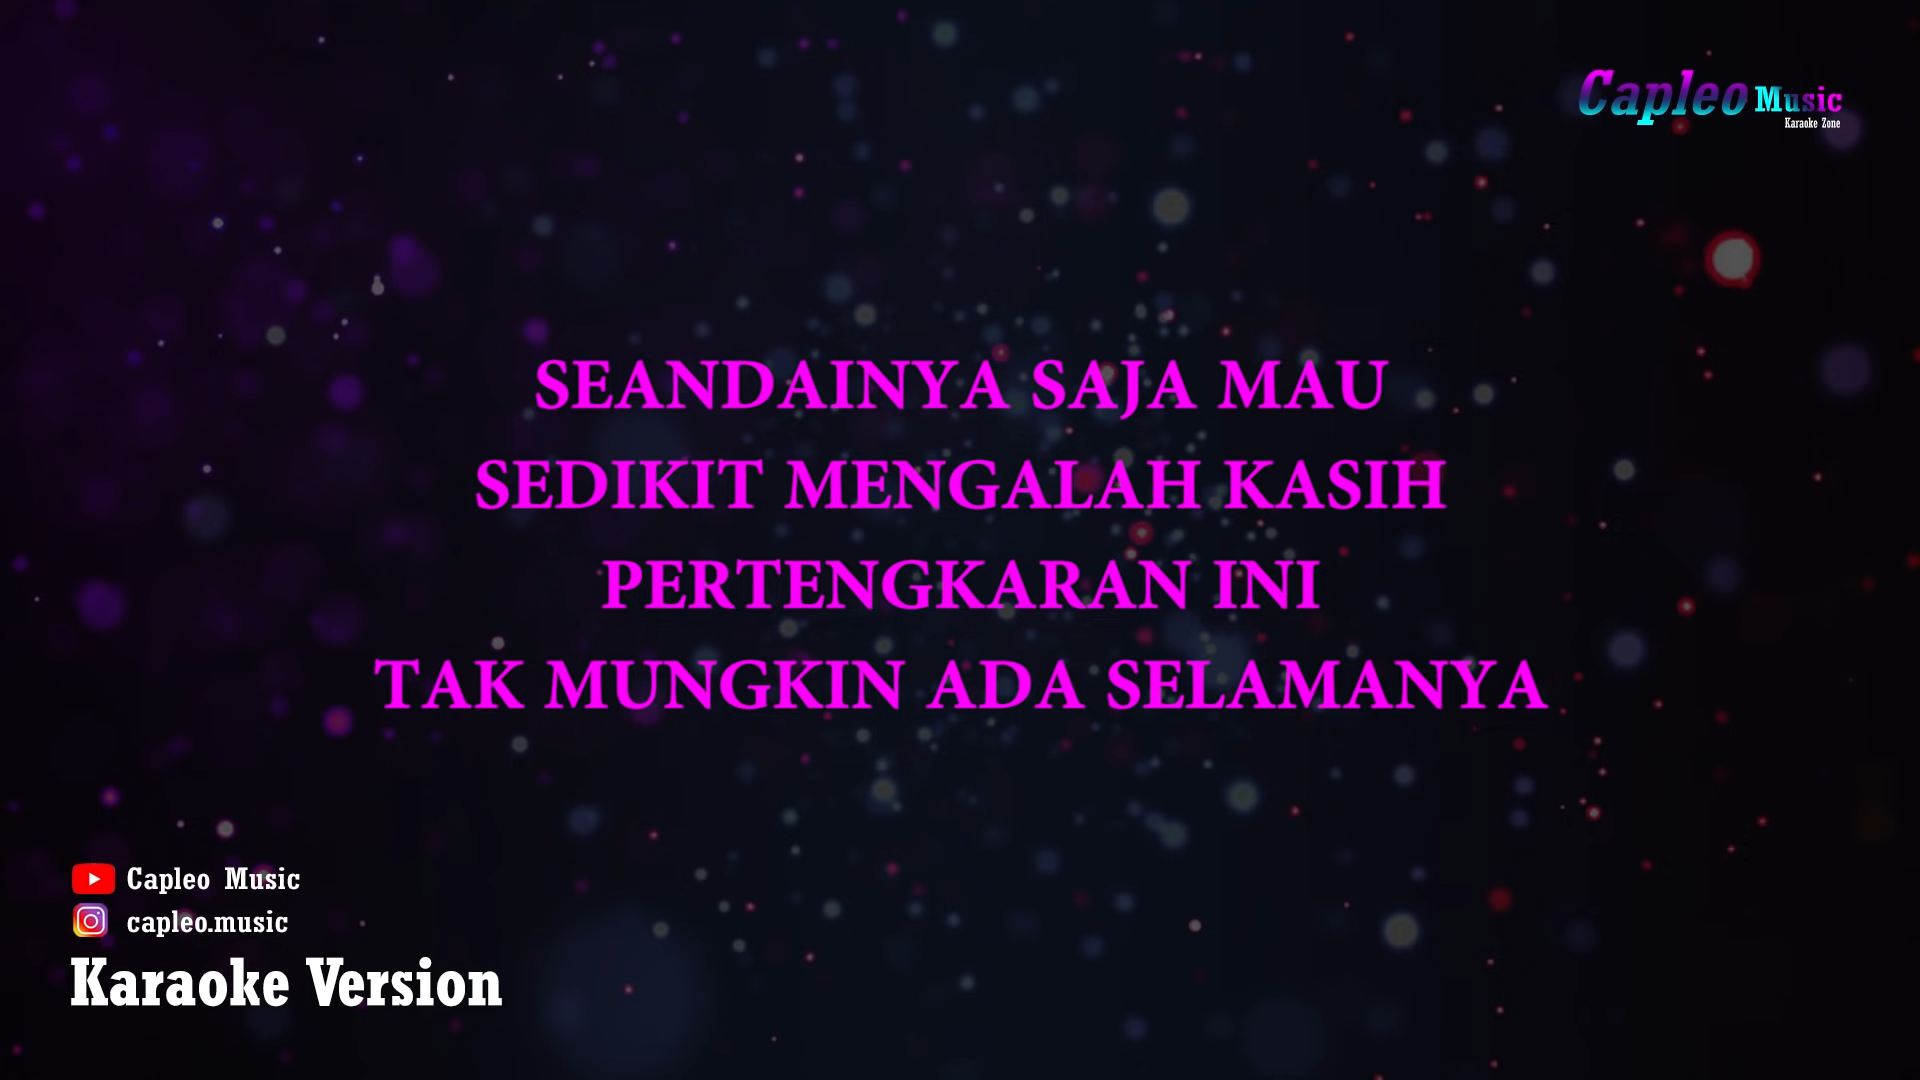 Capleo Music
Karaoke Zone
SEANDAINYA SAJA MAU
SEDIKIT MENGALAH KASIH
PERTENGKARAN INI
TAK MUNGKIN ADA SELAMANYA
Capleo Music
capleo.music
Karaoke Version